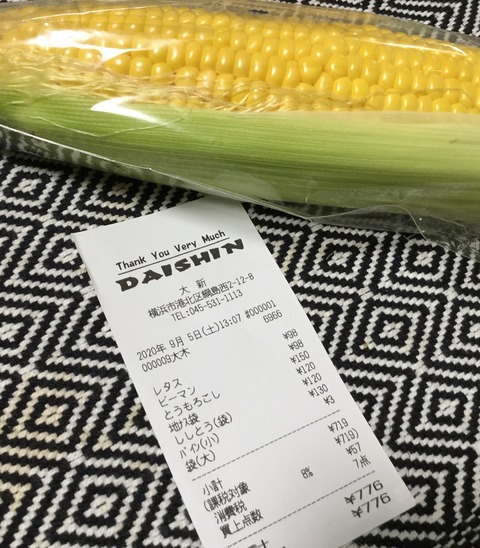 Thank You Very Much
DAISHIN
大 新
横浜市港北区綱島西2-12-8
TEL:045-531-1113
2020年 9月 5日(土)13:07 #000001
000009大木 6966
レタス ¥98
ピーマン ¥98
とうもろこし ¥150
地ナス袋 ¥120
ししとう(袋) ¥120
パイン(小) ¥130
袋(大) ¥3
小計 ¥719
(課税対象 ¥719)
消費税 8% ¥57
買上点数 7点
¥776
¥776